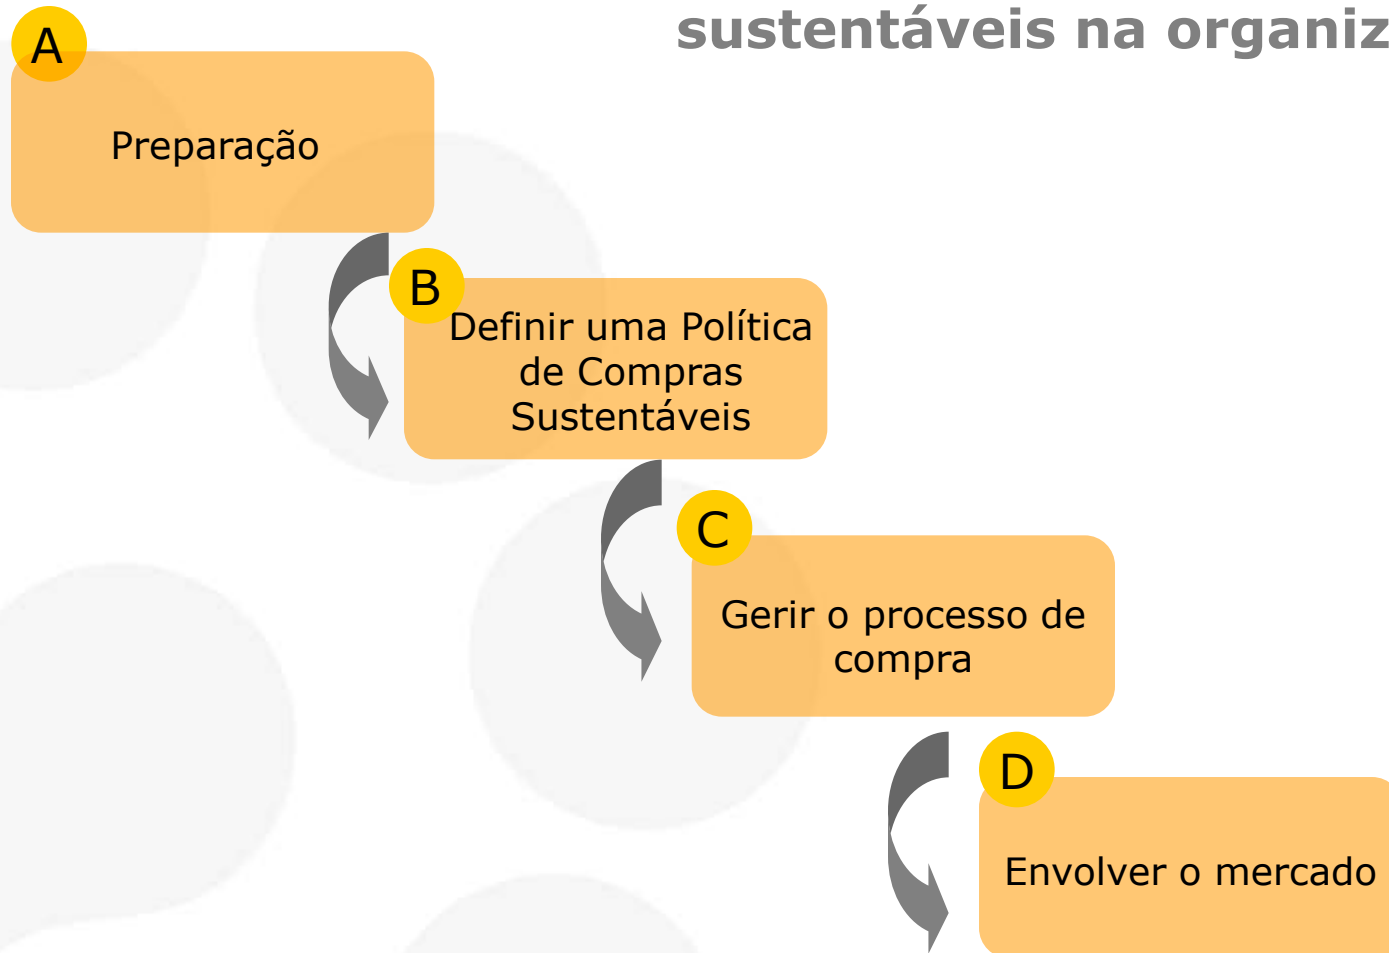 sustentáveis na organiz
A
Preparação
B
Definir uma Política
de Compras
Sustentáveis
C
Gerir o processo de
compra
D
Envolver o mercado